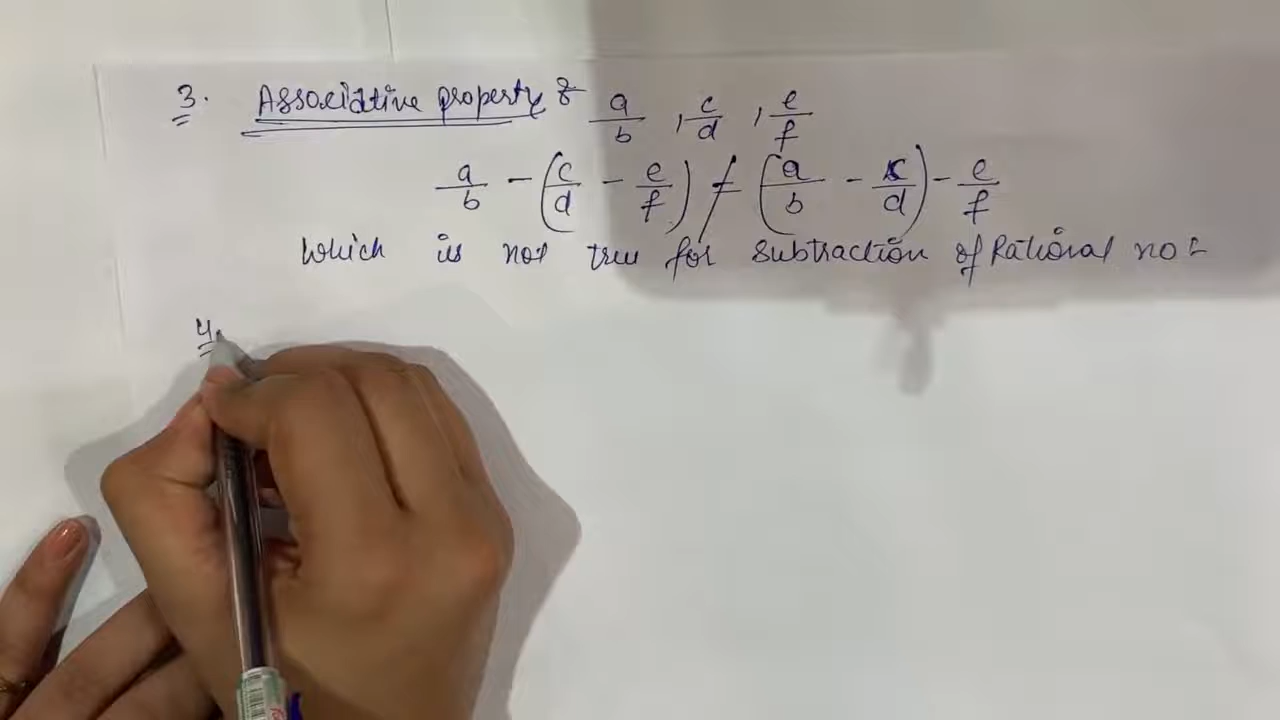 3. Associative property :- a/b , c/d , e/f
a/b - (c/d - e/f) ≠ (a/b - c/d) - e/f
Which is not true for subtraction of Rational no:
4.